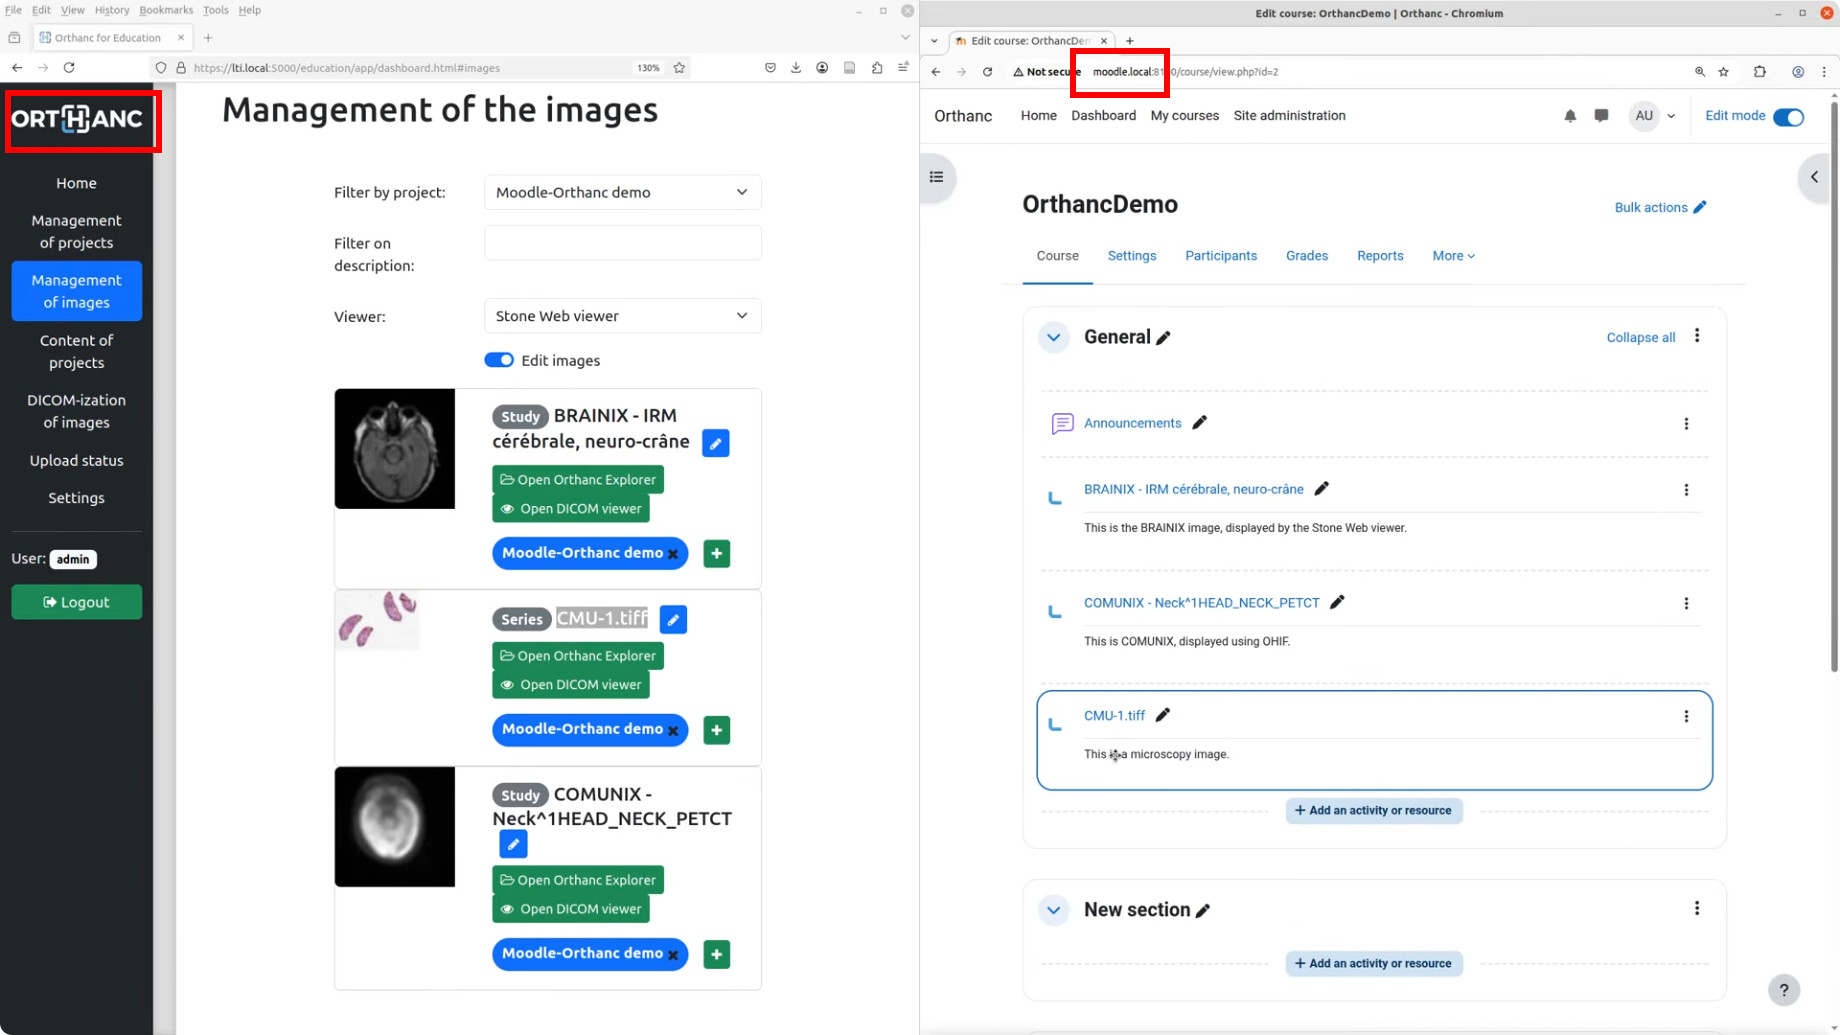 File Edit View History Bookmarks Tools Help
Orthanc for Education
https://lti.local:5000/education/app/dashboard.html#images
130%
ORTHANC
Home
Management
of projects
Management
of images
Content of
projects
DICOM-ization
of images
Upload status
Settings
User: admin
Logout
Management of the images
Filter by project:
Moodle-Orthanc demo
Filter on
description:
Viewer:
Stone Web viewer
Edit images
Study BRAINIX - IRM
cérébrale, neuro-crâne
Open Orthanc Explorer
Open DICOM viewer
Moodle-Orthanc demo
Series CMU-1.tiff
Open Orthanc Explorer
Open DICOM viewer
Moodle-Orthanc demo
Study COMUNIX -
Neck^1HEAD_NECK_PETCT
Open Orthanc Explorer
Open DICOM viewer
Moodle-Orthanc demo
Edit course: OrthancDemo | Orthanc - Chromium
Edit course: OrthancDem
Not secure moodle.local:8100/course/view.php?id=2
Orthanc Home Dashboard My courses Site administration
AU
Edit mode
OrthancDemo
Bulk actions
Course Settings Participants Grades Reports More
General
Collapse all
Announcements
BRAINIX - IRM cérébrale, neuro-crâne
This is the BRAINIX image, displayed by the Stone Web viewer.
COMUNIX - Neck^1HEAD_NECK_PETCT
This is COMUNIX, displayed using OHIF.
CMU-1.tiff
This is a microscopy image.
+ Add an activity or resource
New section
+ Add an activity or resource
?